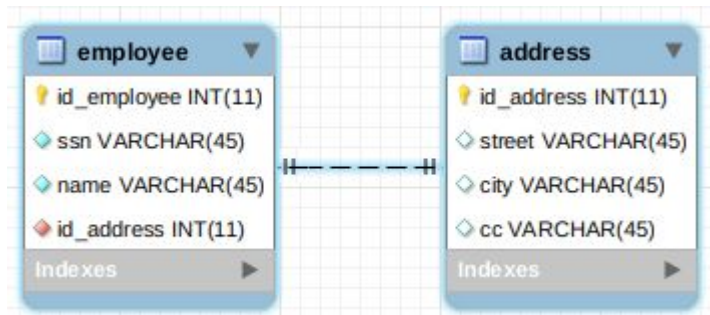 employee
id_employee INT(11)
ssn VARCHAR(45)
name VARCHAR(45)
id_address INT(11)
Indexes
address
id_address INT(11)
street VARCHAR(45)
city VARCHAR(45)
cc VARCHAR(45)
Indexes